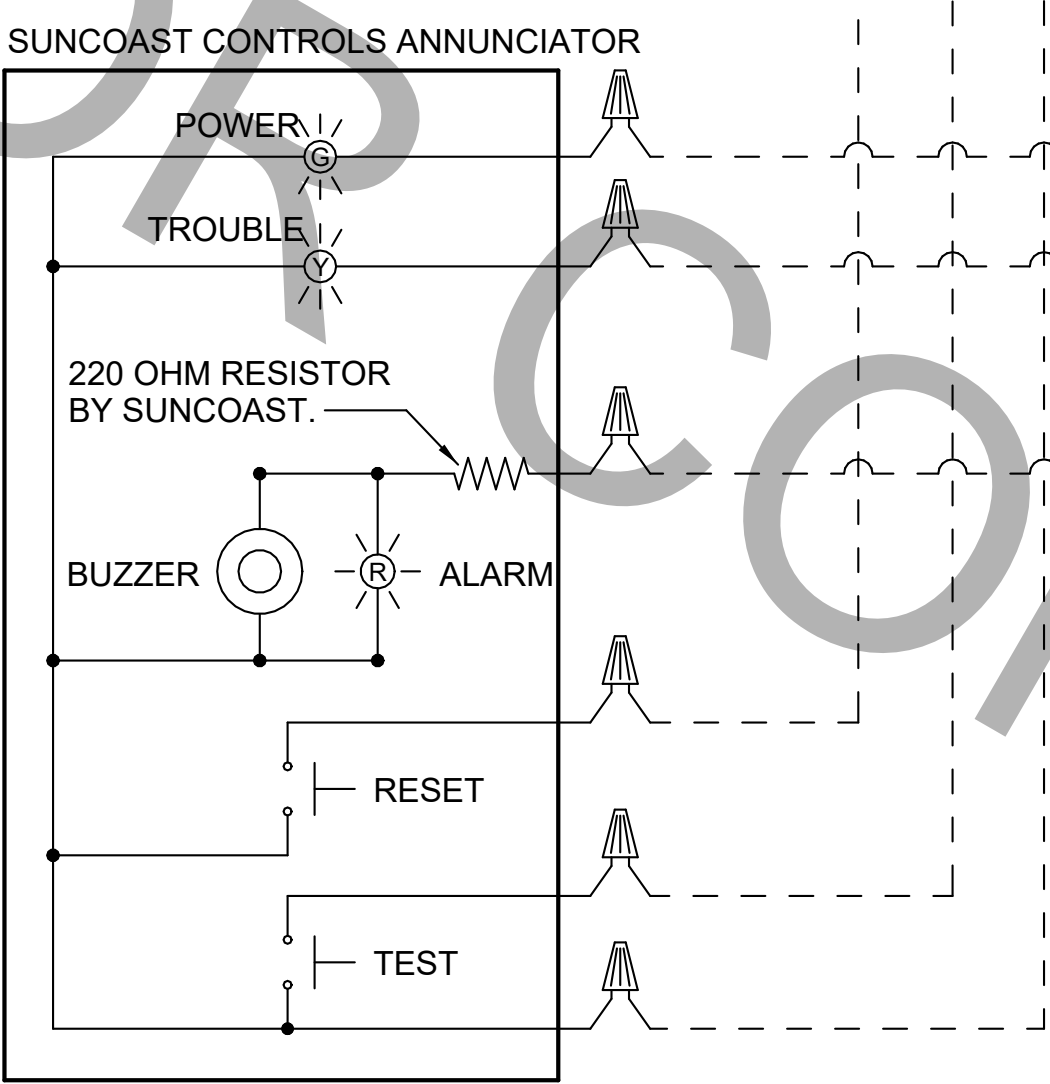 SUNCOAST CONTROLS ANNUNCIATOR
POWER
G
TROUBLE
Y
220 OHM RESISTOR
BY SUNCOAST.
BUZZER
R
ALARM
RESET
TEST